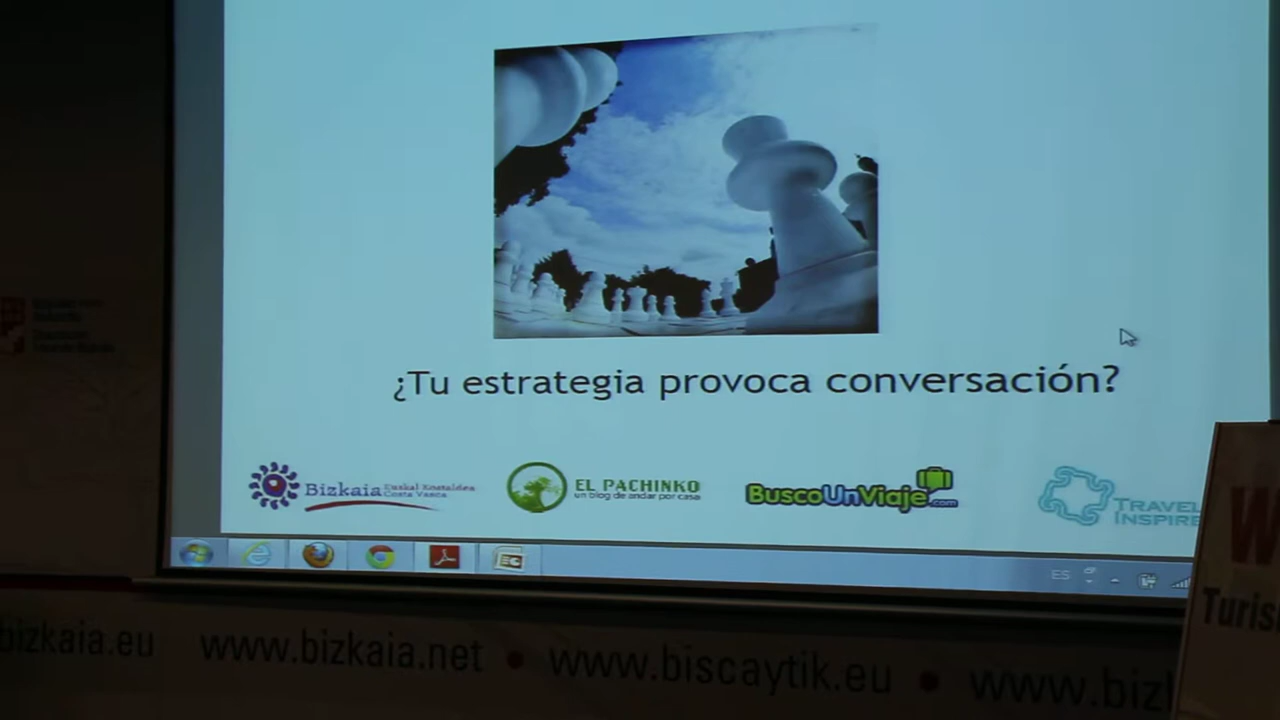 ¿Tu estrategia provoca conversación?
Bizkaia
Euskal Kostaldea
Costa Vasca
EL PACHINKO
un blog de andar por casa
BuscoUnViaje.com
TRAVEL
INSPIRE
ES
bizkaia.eu www.bizkaia.net • www.biscaytik.eu • www.bizk
W
Turis